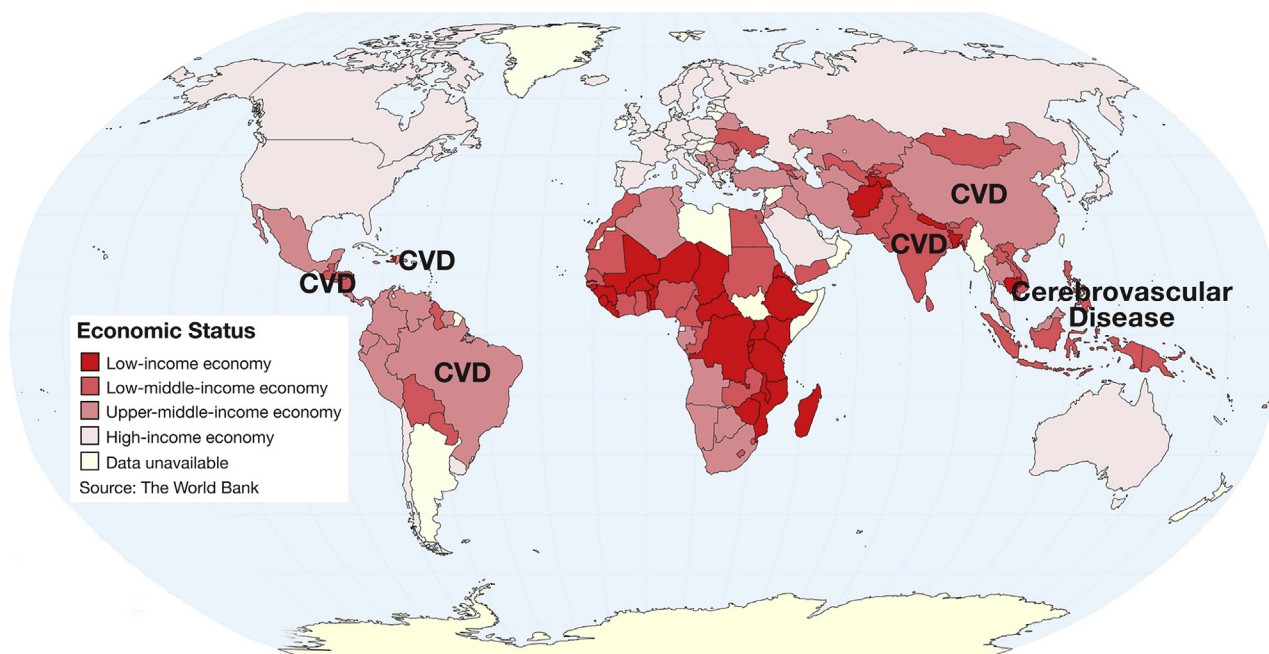 CVD
CVD
CVD
CVD
Cerebrovascular
Disease
CVD
Economic Status
Low-income economy
Low-middle-income economy
Upper-middle-income economy
High-income economy
Data unavailable
Source: The World Bank